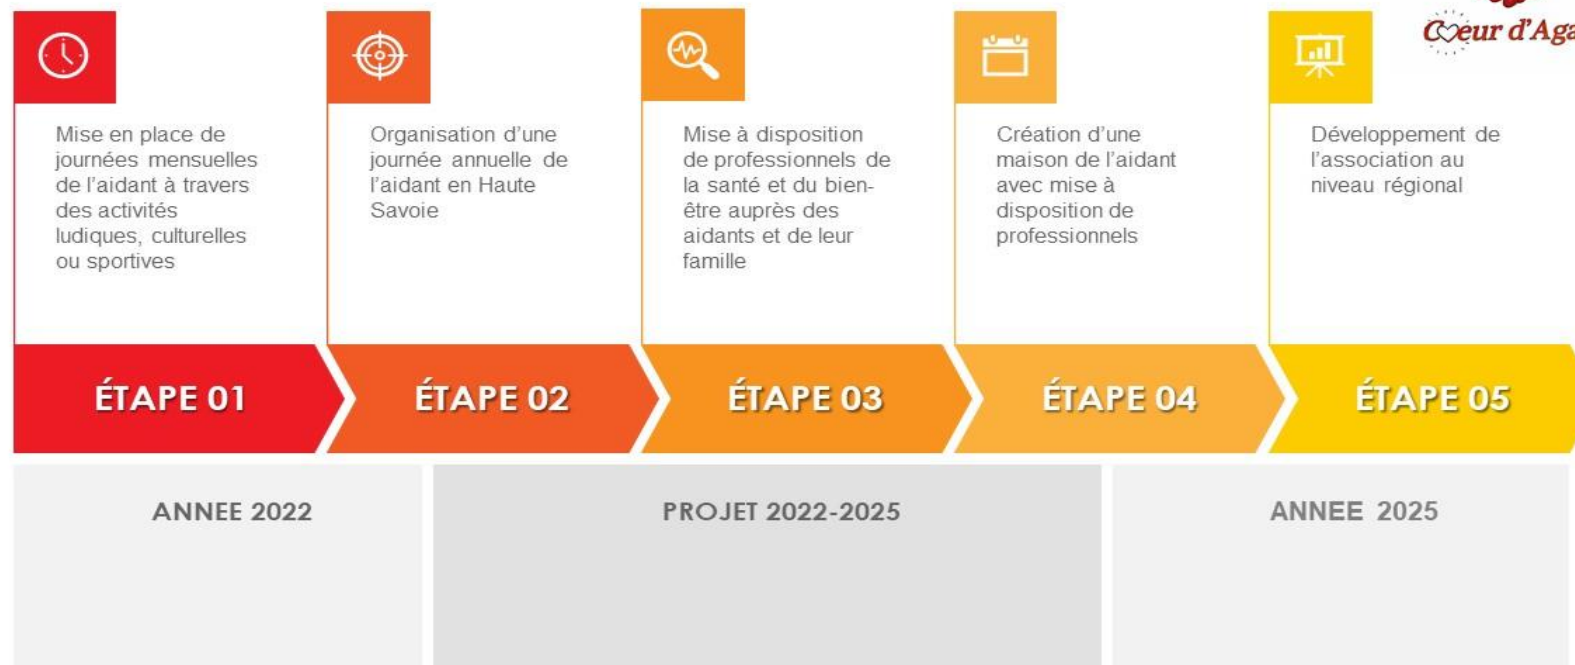 Coeur d'Aga
Mise en place de
journées mensuelles
de l'aidant à travers
des activités
ludiques, culturelles
ou sportives
Organisation d'une
journée annuelle de
l'aidant en Haute
Savoie
Mise à disposition
de professionnels de
la santé et du bien-
être auprès des
aidants et de leur
famille
Création d'une
maison de l'aidant
avec mise à
disposition de
professionnels
Développement de
l'association au
niveau régional
ÉTAPE 01
ÉTAPE 02
ÉTAPE 03
ÉTAPE 04
ÉTAPE 05
ANNEE 2022
PROJET 2022-2025
ANNEE 2025